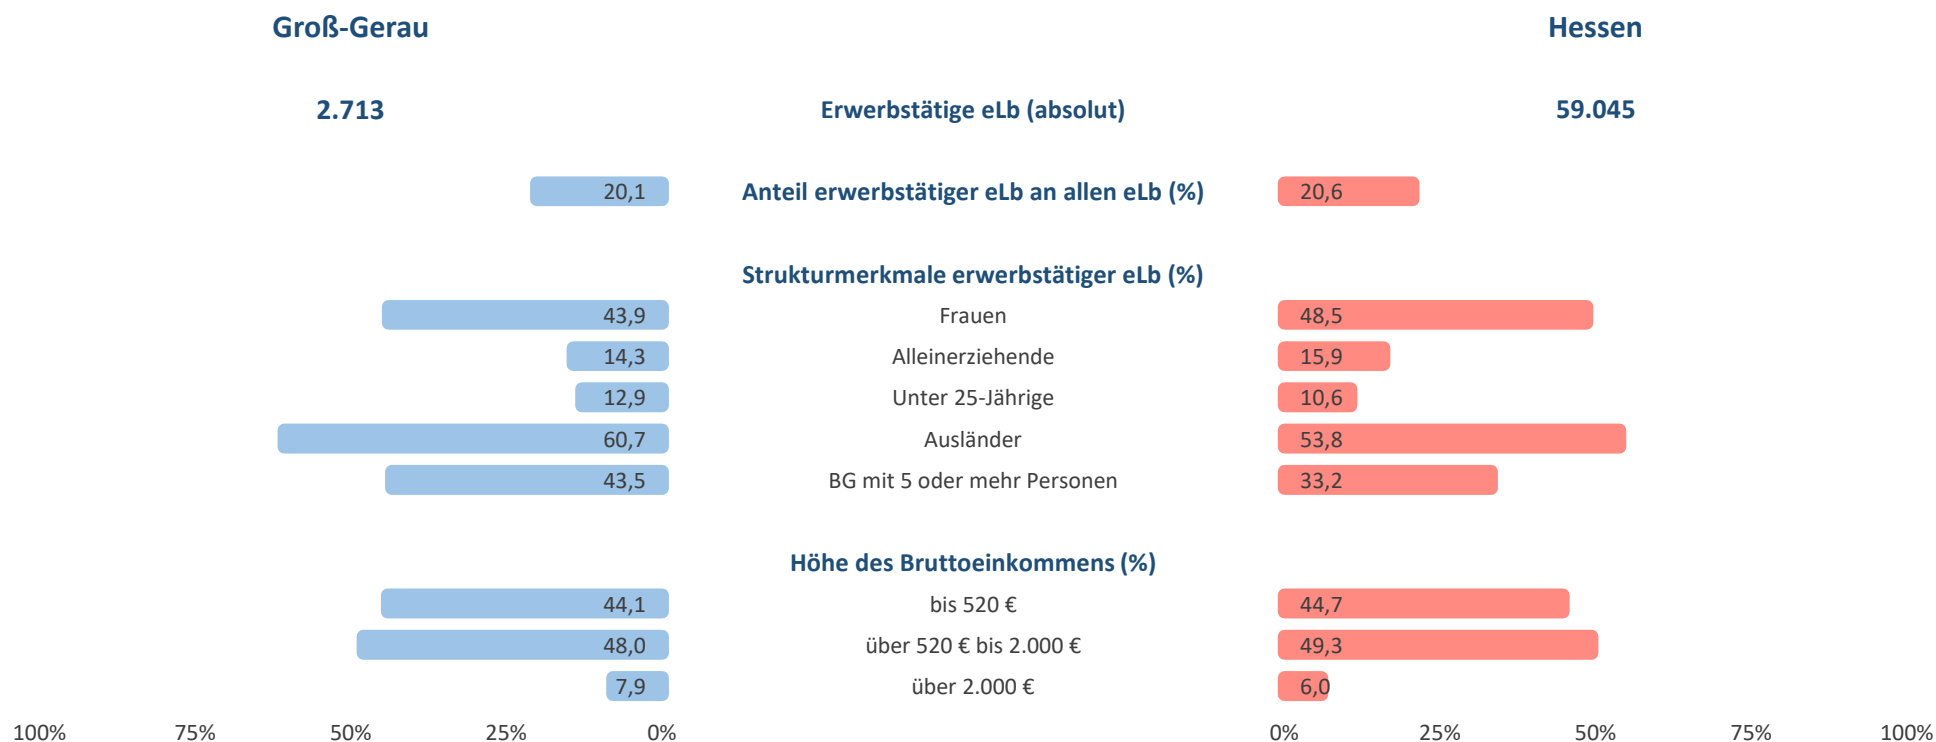 Groß-Gerau Hessen
2.713 Erwerbstätige eLb (absolut) 59.045
20,1 Anteil erwerbstätiger eLb an allen eLb (%) 20,6
Strukturmerkmale erwerbstätiger eLb (%)
43,9 Frauen 48,5
14,3 Alleinerziehende 15,9
12,9 Unter 25-Jährige 10,6
60,7 Ausländer 53,8
43,5 BG mit 5 oder mehr Personen 33,2
Höhe des Bruttoeinkommens (%)
44,1 bis 520 € 44,7
48,0 über 520 € bis 2.000 € 49,3
7,9 über 2.000 € 6,0
100% 75% 50% 25% 0% 0% 25% 50% 75% 100%